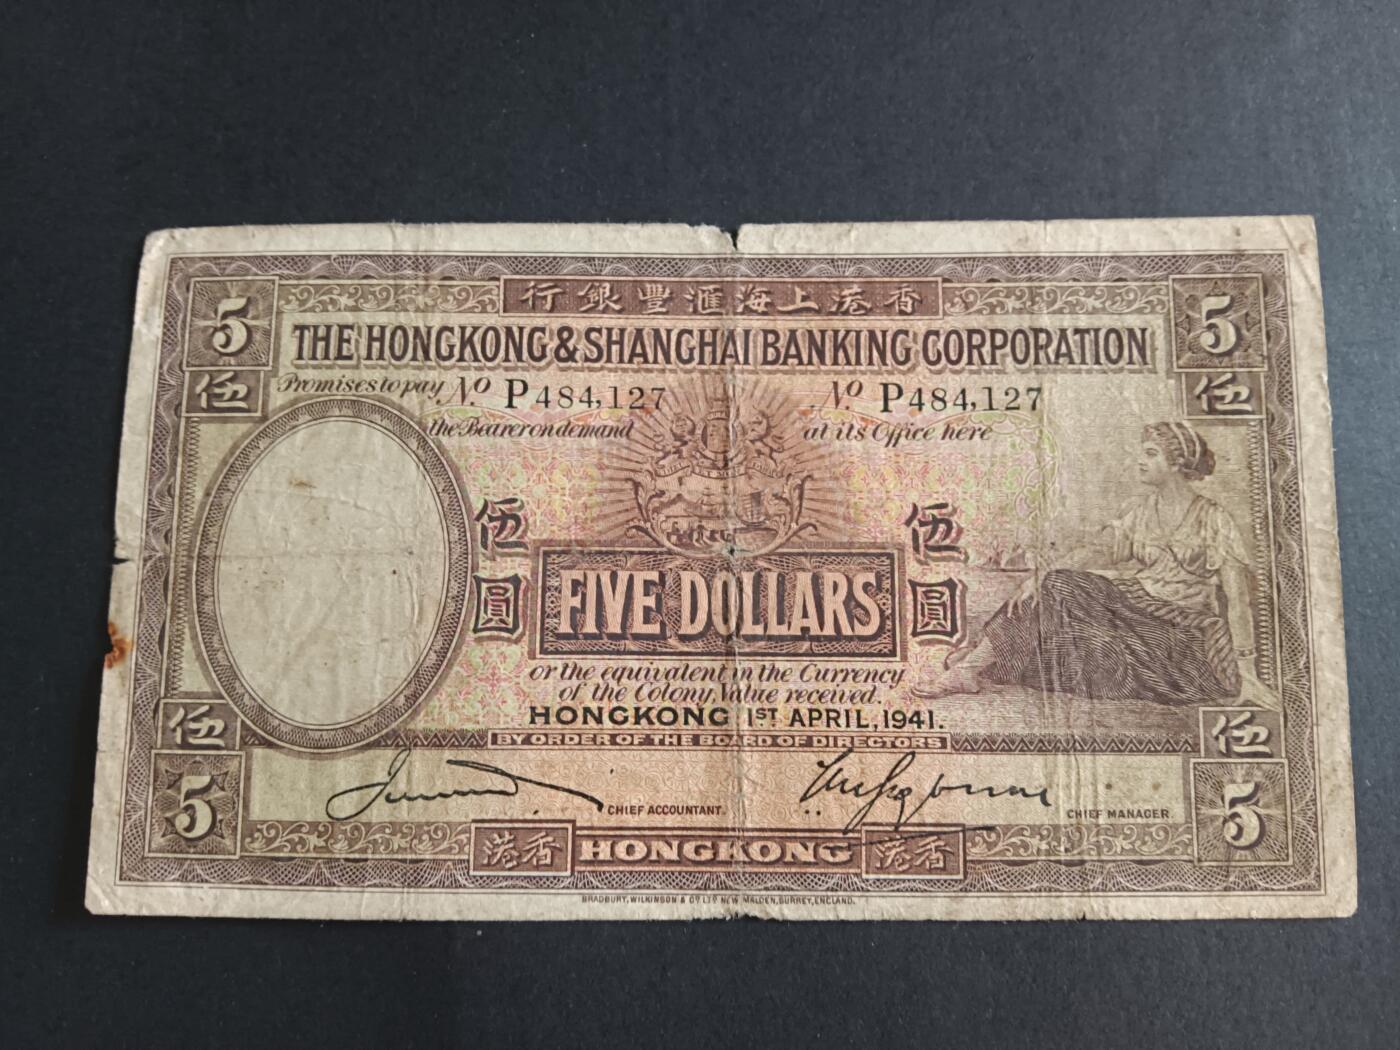 5
行銀豐滙海上港香
5
THE HONGKONG & SHANGHAI BANKING CORPORATION
伍
Promises to pay
No. P484,127
No. P484,127
伍
the Bearer on demand
at its Office here
伍圓
伍圓
FIVE DOLLARS
or the equivalent in the Currency
of the Colony, Value received.
HONGKONG 1ST APRIL, 1941.
伍
BY ORDER OF THE BOARD OF DIRECTORS
伍
5
CHIEF ACCOUNTANT.
CHIEF MANAGER.
5
港香
HONGKONG
港香
BRADBURY, WILKINSON & Co. LTD NEW MALDEN, SURREY, ENGLAND.